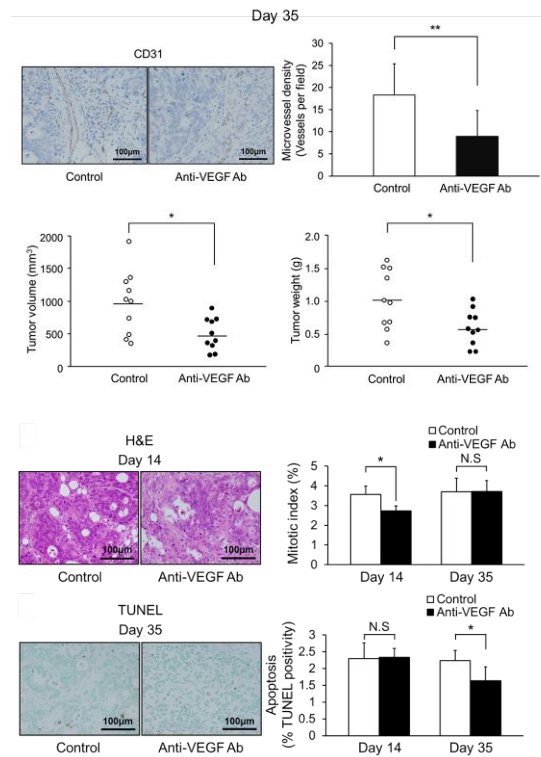 Day 35
CD31
100μm
100μm
Control
Anti-VEGF Ab
Microvessel density
(Vessels per field)
30
25
20
15
10
5
0
**
Control
Anti-VEGF Ab
Tumor volume (mm³)
2000
1500
1000
500
0
*
Control
Anti-VEGF Ab
Tumor weight (g)
2.0
1.5
1.0
0.5
0
*
Control
Anti-VEGF Ab
H&E
Day 14
100μm
100μm
Control
Anti-VEGF Ab
Control
Anti-VEGF Ab
Mitotic index (%)
5
4
3
2
1
0
*
N.S
Day 14
Day 35
TUNEL
Day 35
100μm
100μm
Control
Anti-VEGF Ab
Control
Anti-VEGF Ab
Apoptosis
(% TUNEL positivity)
3
2.5
2
1.5
1
0.5
0
N.S
*
Day 14
Day 35